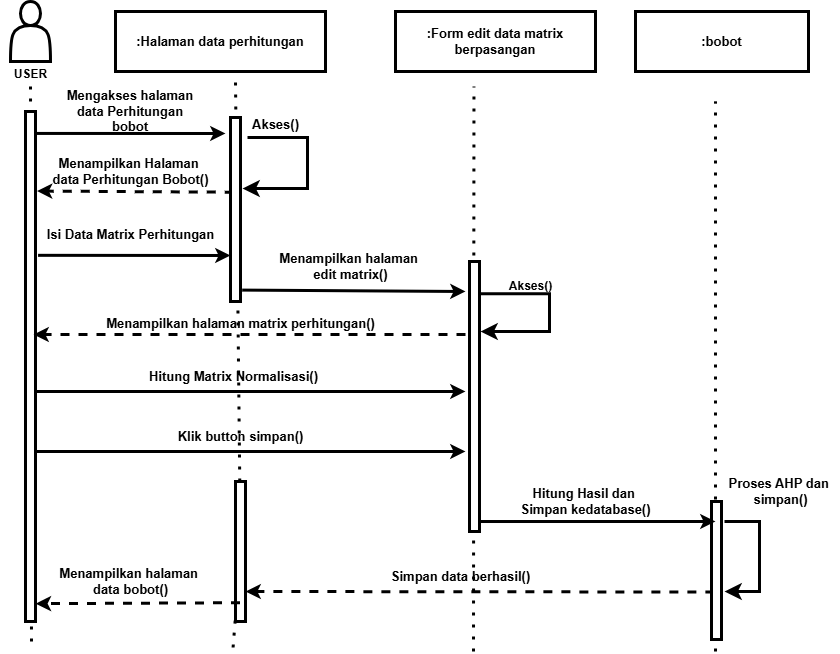 USER
:Halaman data perhitungan
:Form edit data matrix
berpasangan
:bobot
Mengakses halaman
data Perhitungan
bobot
Akses()
Menampilkan Halaman
data Perhitungan Bobot()
Isi Data Matrix Perhitungan
Menampilkan halaman
edit matrix()
Akses()
Menampilkan halaman matrix perhitungan()
Hitung Matrix Normalisasi()
Klik button simpan()
Hitung Hasil dan
Simpan kedatabase()
Proses AHP dan
simpan()
Simpan data berhasil()
Menampilkan halaman
data bobot()